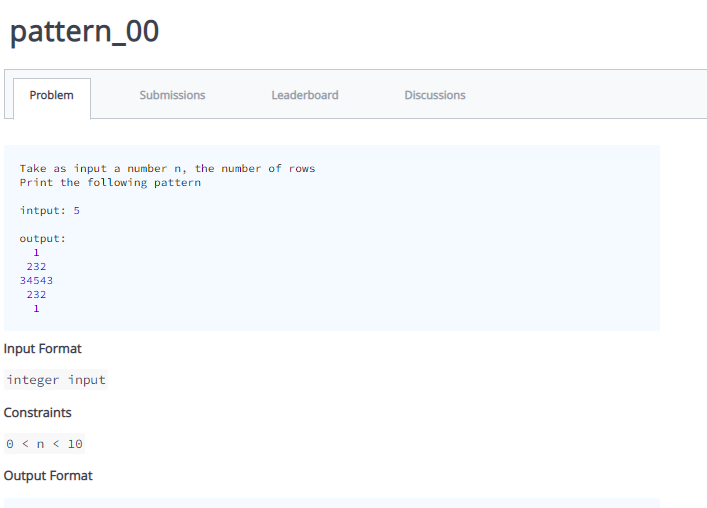 pattern_00
Problem Submissions Leaderboard Discussions
Take as input a number n, the number of rows
Print the following pattern
intput: 5
output:
  1
 232
34543
 232
  1
Input Format
integer input
Constraints
0 < n < 10
Output Format